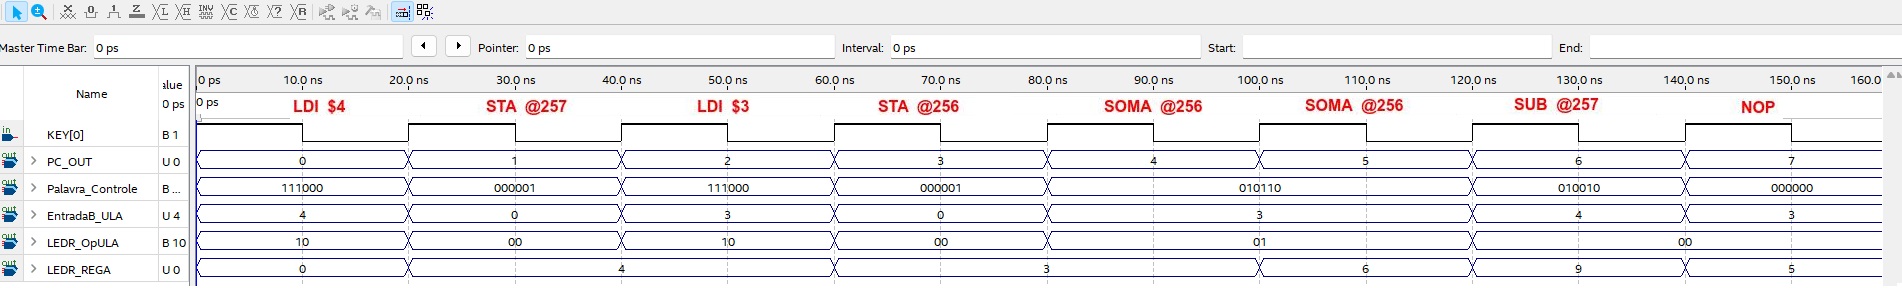 Master Time Bar: 0 ps Pointer: 0 ps Interval: 0 ps Start: End:
Name alue 0 ps
0 ps 10.0 ns 20.0 ns 30.0 ns 40.0 ns 50.0 ns 60.0 ns 70.0 ns 80.0 ns 90.0 ns 100.0 ns 110.0 ns 120.0 ns 130.0 ns 140.0 ns 150.0 ns 160.0
0 ps LDI $4 STA @257 LDI $3 STA @256 SOMA @256 SOMA @256 SUB @257 NOP
in KEY[0] B 1
out PC_OUT U 0 0 1 2 3 4 5 6 7
out Palavra_Controle B ... 111000 000001 111000 000001 010110 010010 000000
out EntradaB_ULA U 4 4 0 3 0 3 4 3
out LEDR_OpULA B 10 10 00 10 00 01 00
out LEDR_REGA U 0 0 4 3 6 9 5